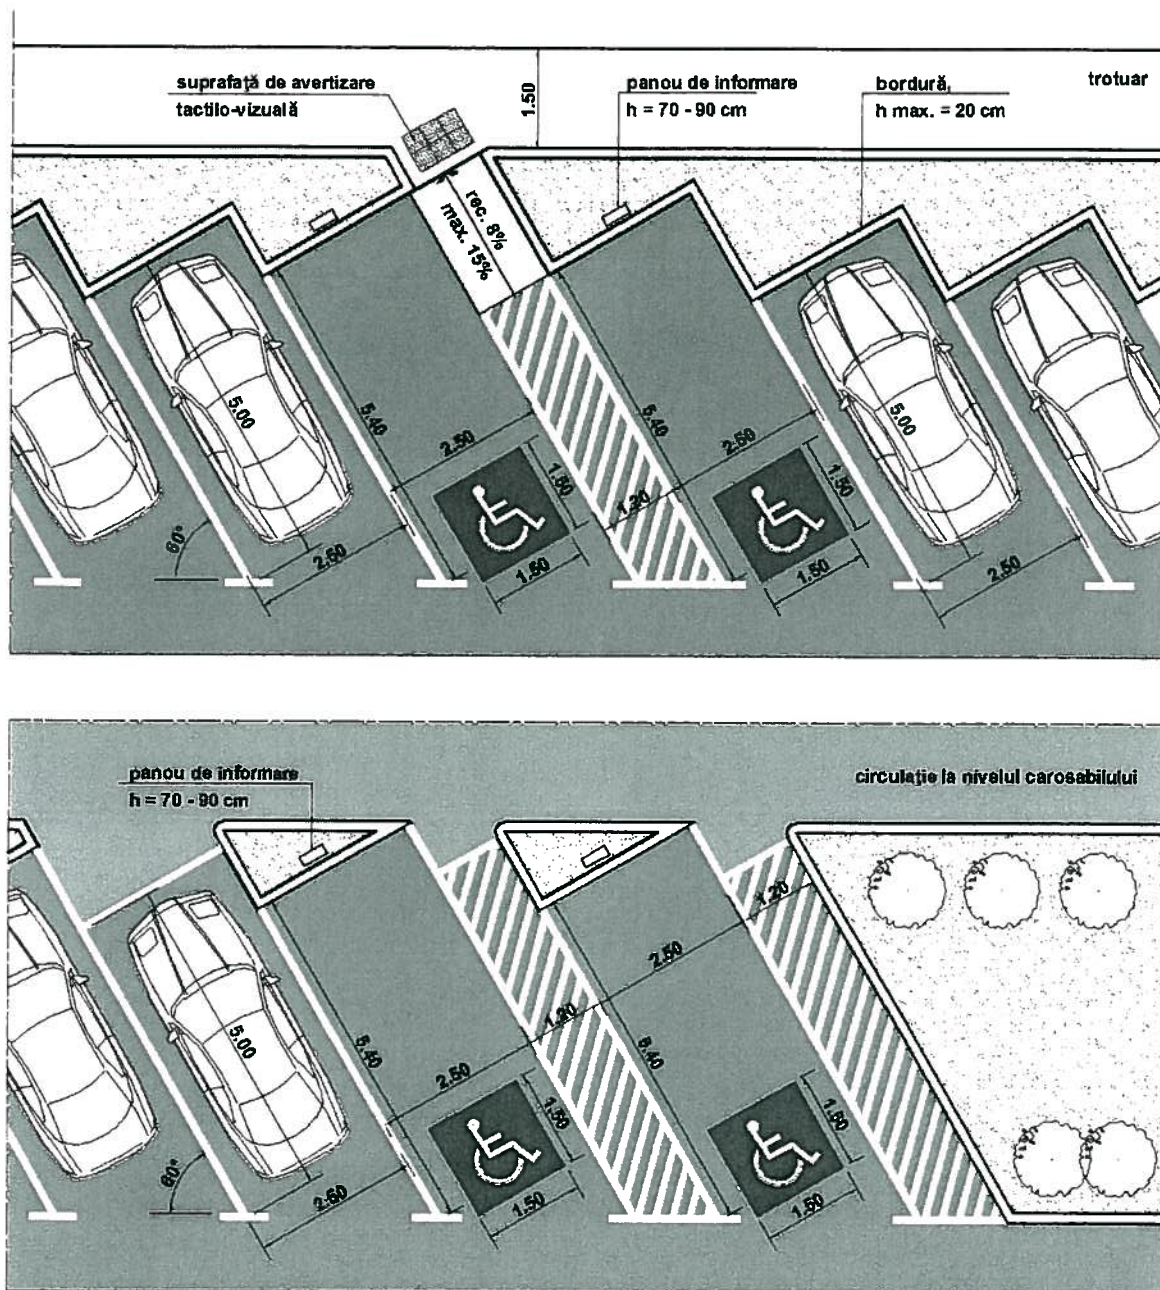 suprafaţă de avertizare
tactilo-vizuală
1.50
panou de informare
h = 70 - 90 cm
bordură,
h max. = 20 cm
trotuar
rec. 8%
max. 15%
5.00
5.40
2.50
1.50
5.40
2.50
1.50
5.00
1.20
60°
2.50
1.50
1.50
2.50
panou de informare
h = 70 - 90 cm
circulaţie la nivelul carosabilului
1.20
2.50
5.00
5.40
1.20
5.40
2.50
1.50
1.50
60°
2.50
1.50
1.50